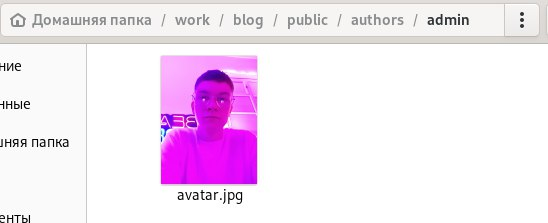 Домашняя папка / work / blog / public / authors / admin
ние
нные
шняя папка
енты
avatar.jpg